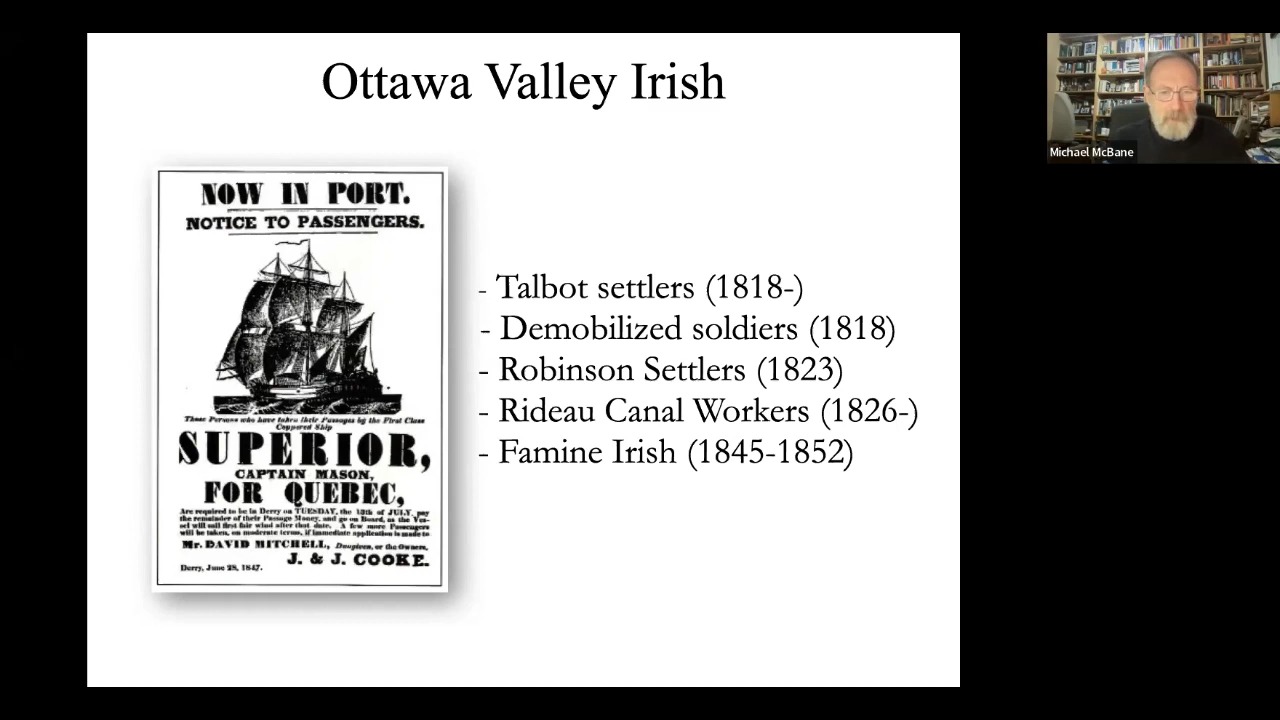 Ottawa Valley Irish
NOW IN PORT.
NOTICE TO PASSENGERS.
Those Persons who have taken their Passages by the First Class
Coppered Ship
SUPERIOR,
CAPTAIN MASON,
FOR QUEBEC,
Are required to be in Derry on TUESDAY, the 13th of JULY, pay
the remainder of their Passage Money, and go on Board, as the Ves-
sel will sail first fair wind after that date. A few more Passengers
will be taken, on moderate terms, if immediate application is made to
Mr. DAVID MITCHELL, Dungiven, or the Owners,
J. & J. COOKE.
Derry, June 28, 1847.
- Talbot settlers (1818-)
- Demobilized soldiers (1818)
- Robinson Settlers (1823)
- Rideau Canal Workers (1826-)
- Famine Irish (1845-1852)
Michael McBane